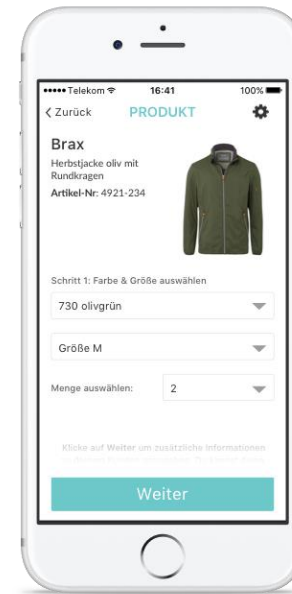 Telekom 16:41 100%
Zurück PRODUKT
Brax
Herbstjacke oliv mit
Rundkragen
Artikel-Nr: 4921-234
Schritt 1: Farbe & Größe auswählen
730 olivgrün
Größe M
Menge auswählen: 2
Klicke auf Weiter um zusätzliche Informationen
Weiter